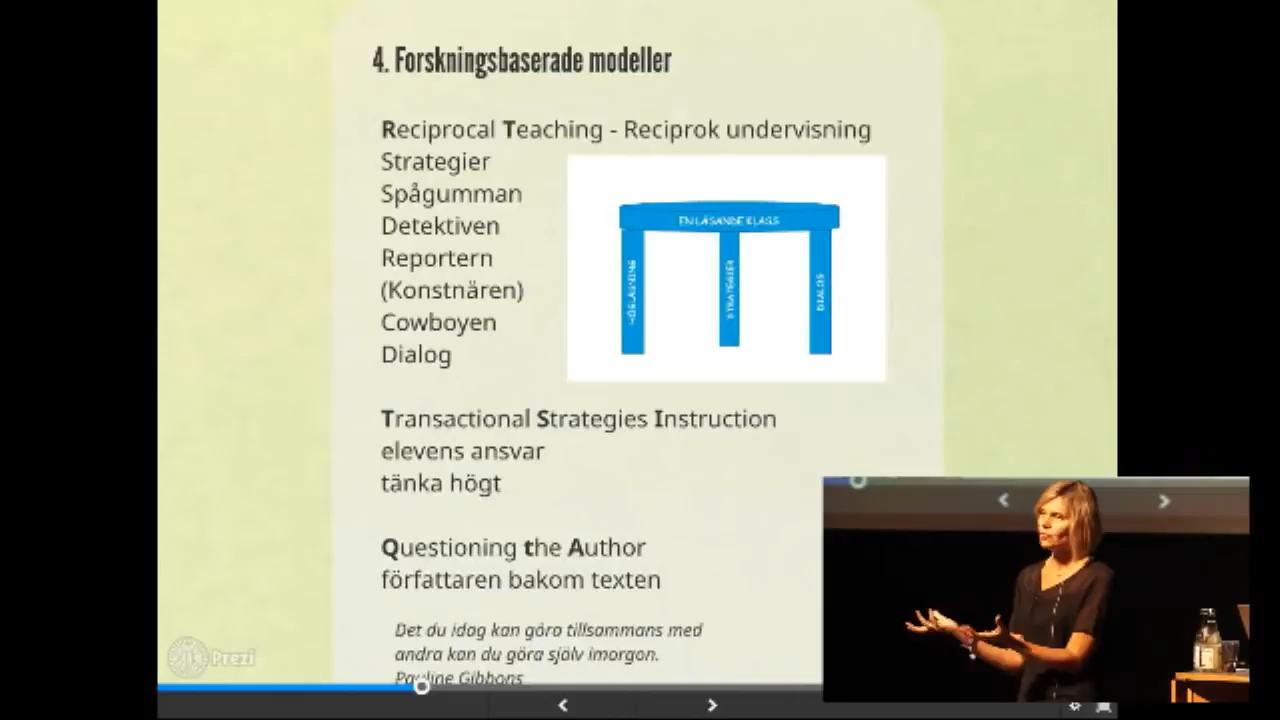 4. Forskningsbaserade modeller
Reciprocal Teaching - Reciprok undervisning
Strategier
Spågumman
Detektiven
Reportern
(Konstnären)
Cowboyen
Dialog
EN LÄSANDE KLASS
HÖGLÄSNING
STRATEGIER
DIALOG
Transactional Strategies Instruction
elevens ansvar
tänka högt
Questioning the Author
författaren bakom texten
Det du idag kan göra tillsammans med
andra kan du göra själv imorgon.
Pauline Gibbons
Prezi